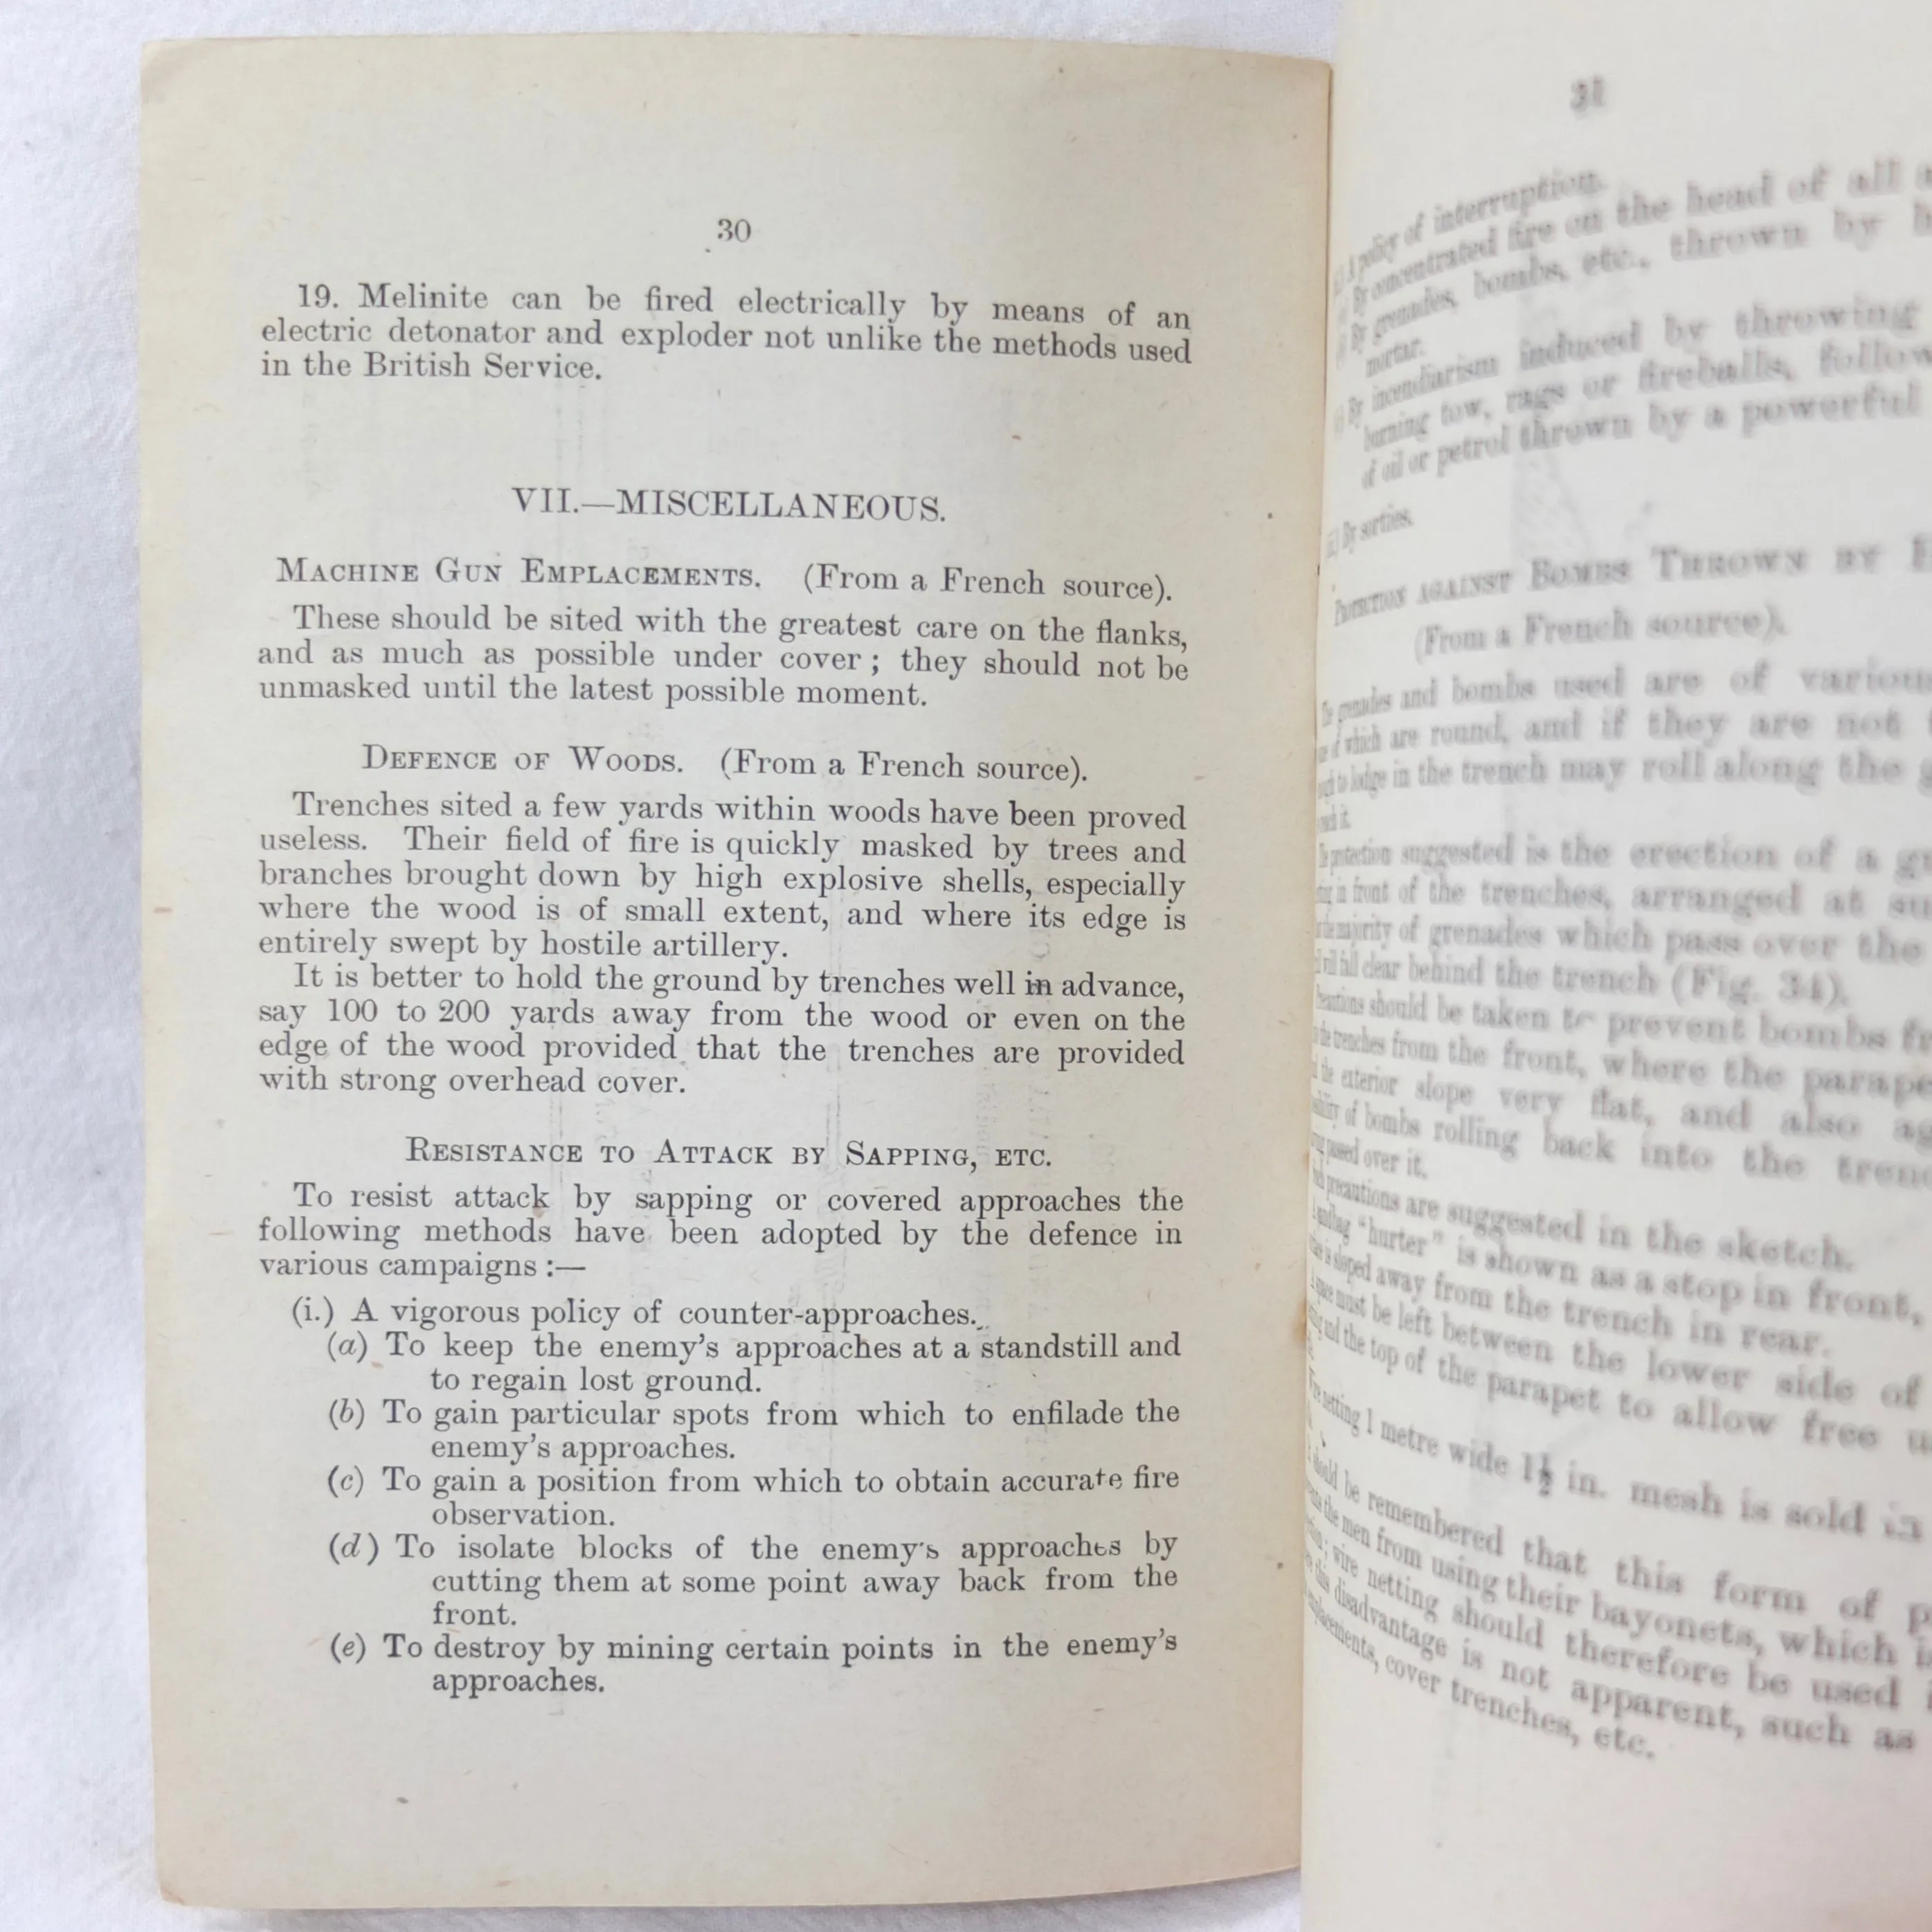 30
19. Melinite can be fired electrically by means of an
electric detonator and exploder not unlike the methods used
in the British Service.
VII.—MISCELLANEOUS.
MACHINE GUN EMPLACEMENTS. (From a French source).
These should be sited with the greatest care on the flanks,
and as much as possible under cover; they should not be
unmasked until the latest possible moment.
DEFENCE OF WOODS. (From a French source).
Trenches sited a few yards within woods have been proved
useless. Their field of fire is quickly masked by trees and
branches brought down by high explosive shells, especially
where the wood is of small extent, and where its edge is
entirely swept by hostile artillery.
It is better to hold the ground by trenches well in advance,
say 100 to 200 yards away from the wood or even on the
edge of the wood provided that the trenches are provided
with strong overhead cover.
RESISTANCE TO ATTACK BY SAPPING, ETC.
To resist attack by sapping or covered approaches the
following methods have been adopted by the defence in
various campaigns :—
(i.) A vigorous policy of counter-approaches.
(a) To keep the enemy's approaches at a standstill and
to regain lost ground.
(b) To gain particular spots from which to enfilade the
enemy's approaches.
(c) To gain a position from which to obtain accurate fire
observation.
(d) To isolate blocks of the enemy's approaches by
cutting them at some point away back from the
front.
(e) To destroy by mining certain points in the enemy's
approaches.
31
A policy of interruption.
By concentrated fire on the head of all
By grenades, bombs, etc., thrown by
mortar.
By incendiarism induced by throwing
burning tow, rags or fireballs,
of oil or petrol thrown by a powerful
By sorties.
PROTECTION AGAINST BOMBS THROWN BY
(From a French source).
grenades and bombs used are of various
of which are round, and if they are not
to lodge in the trench may roll along the
protection suggested is the erection of a
in front of the trenches, arranged at
majority of grenades which pass over the
will fall clear behind the trench (Fig. 34).
should be taken to prevent bombs
the trenches from the front, where the
the exterior slope very flat, and also
of bombs rolling back into the
passed over it.
precautions are suggested in the sketch.
"hurter" is shown as a stop in front,
is sloped away from the trench in rear.
must be left between the lower side of
and the top of the parapet to allow free
netting 1 metre wide 1½ in. mesh is sold in
should be remembered that this form of
the men from using their bayonets, which
wire netting should therefore be used
this disadvantage is not apparent, such as
emplacements, cover trenches, etc.